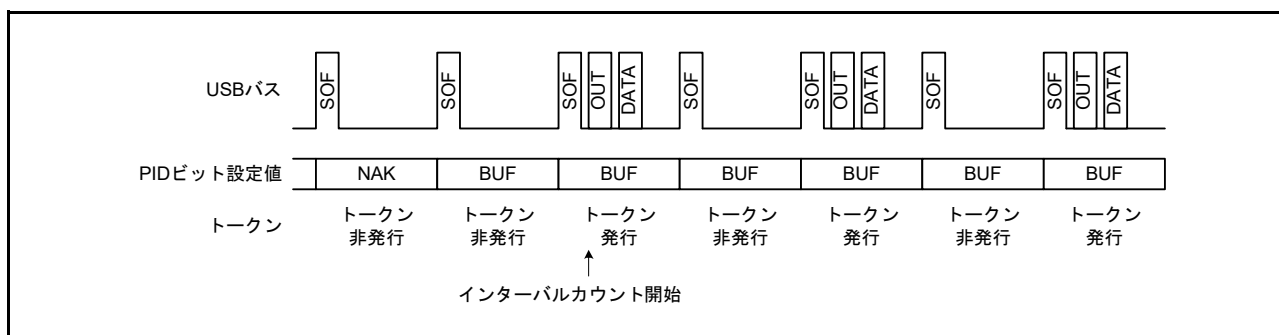 USBバス
SOF
SOF
SOF
OUT
DATA
SOF
SOF
OUT
DATA
SOF
SOF
OUT
DATA
PIDビット設定値
NAK
BUF
BUF
BUF
BUF
BUF
BUF
トークン
トークン
非発行
トークン
非発行
トークン
発行
トークン
非発行
トークン
発行
トークン
非発行
トークン
発行
インターバルカウント開始